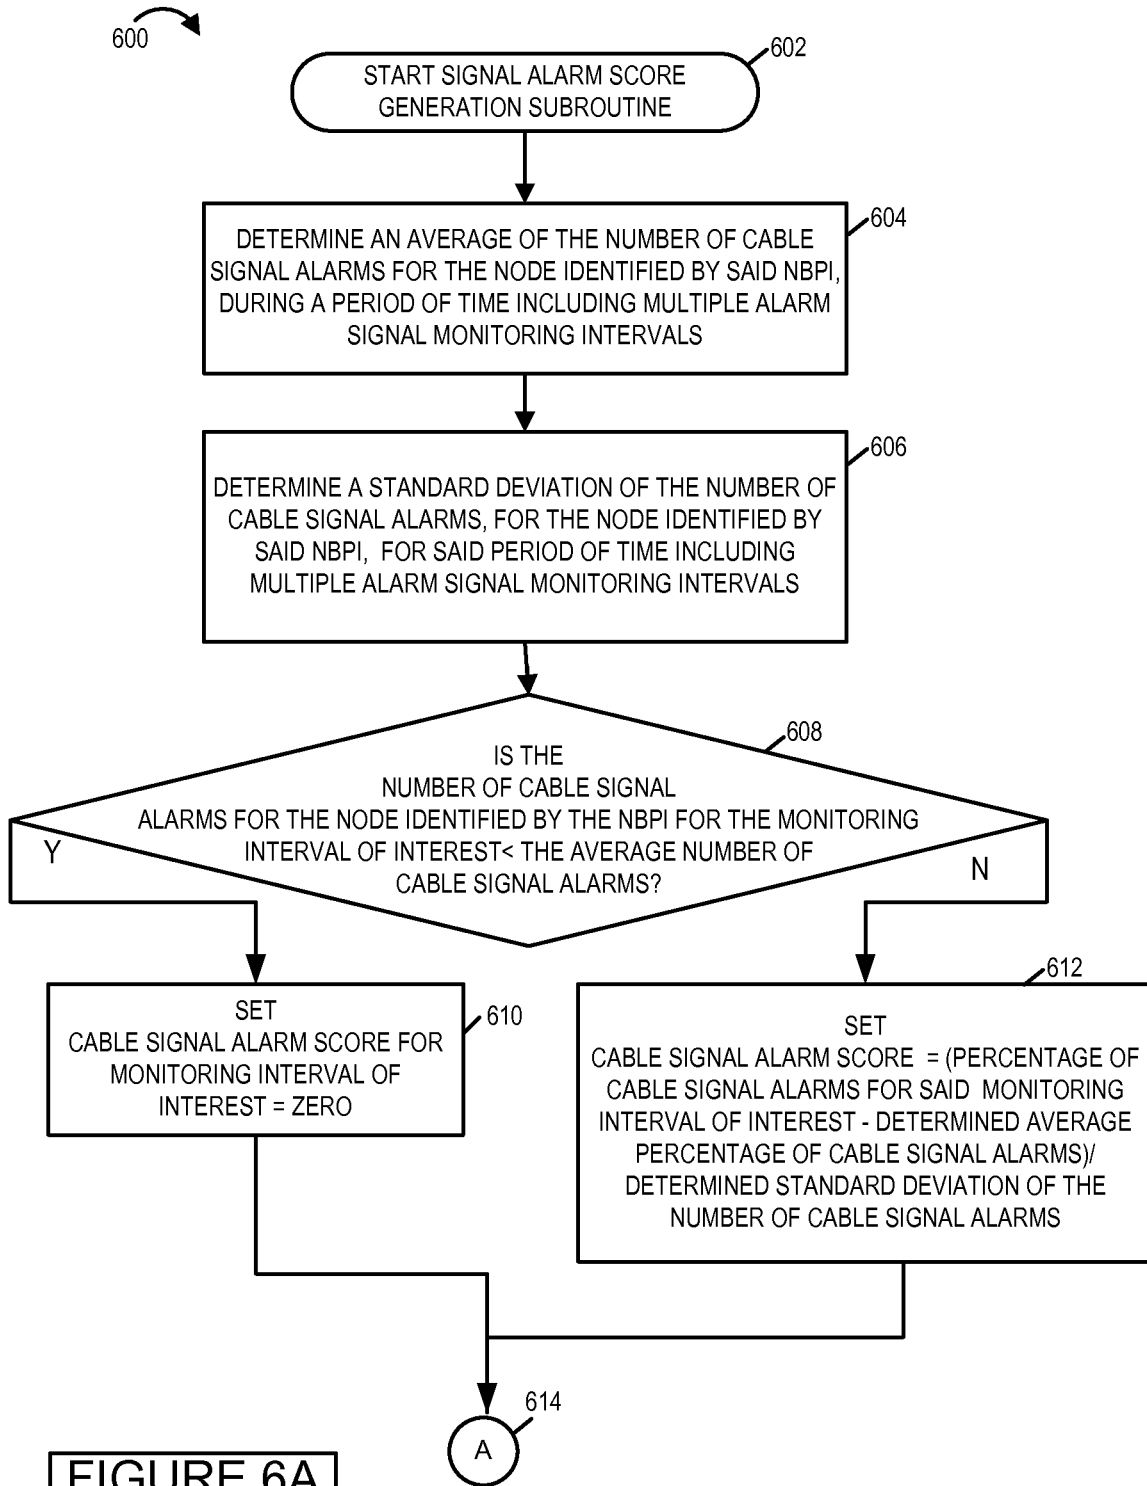 600
602
START SIGNAL ALARM SCORE
GENERATION SUBROUTINE
604
DETERMINE AN AVERAGE OF THE NUMBER OF CABLE
SIGNAL ALARMS FOR THE NODE IDENTIFIED BY SAID NBPI,
DURING A PERIOD OF TIME INCLUDING MULTIPLE ALARM
SIGNAL MONITORING INTERVALS
606
DETERMINE A STANDARD DEVIATION OF THE NUMBER OF
CABLE SIGNAL ALARMS, FOR THE NODE IDENTIFIED BY
SAID NBPI, FOR SAID PERIOD OF TIME INCLUDING
MULTIPLE ALARM SIGNAL MONITORING INTERVALS
608
IS THE
NUMBER OF CABLE SIGNAL
ALARMS FOR THE NODE IDENTIFIED BY THE NBPI FOR THE MONITORING
INTERVAL OF INTEREST< THE AVERAGE NUMBER OF
CABLE SIGNAL ALARMS?
Y
N
610
SET
CABLE SIGNAL ALARM SCORE FOR
MONITORING INTERVAL OF
INTEREST = ZERO
612
SET
CABLE SIGNAL ALARM SCORE = (PERCENTAGE OF
CABLE SIGNAL ALARMS FOR SAID MONITORING
INTERVAL OF INTEREST - DETERMINED AVERAGE
PERCENTAGE OF CABLE SIGNAL ALARMS)/
DETERMINED STANDARD DEVIATION OF THE
NUMBER OF CABLE SIGNAL ALARMS
614
A
FIGURE 6A